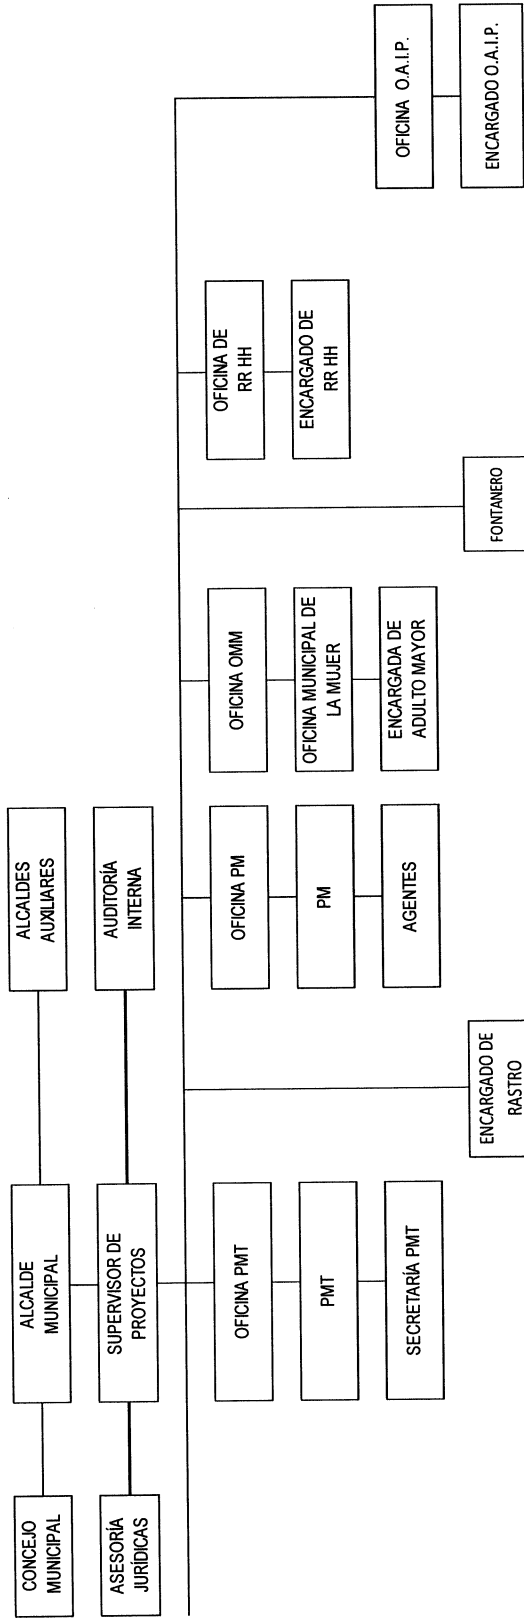 CONCEJO
MUNICIPAL
ALCALDE
MUNICIPAL
ALCALDES
AUXILIARES
ASESORÍA
JURÍDICAS
SUPERVISOR DE
PROYECTOS
AUDITORÍA
INTERNA
OFICINA PMT
PMT
SECRETARÍA PMT
ENCARGADO DE
RASTRO
OFICINA PM
PM
AGENTES
OFICINA OMM
OFICINA MUNICIPAL DE
LA MUJER
ENCARGADA DE
ADULTO MAYOR
FONTANERO
OFICINA DE
RR HH
ENCARGADO DE
RR HH
OFICINA O.A.I.P.
ENCARGADO O.A.I.P.